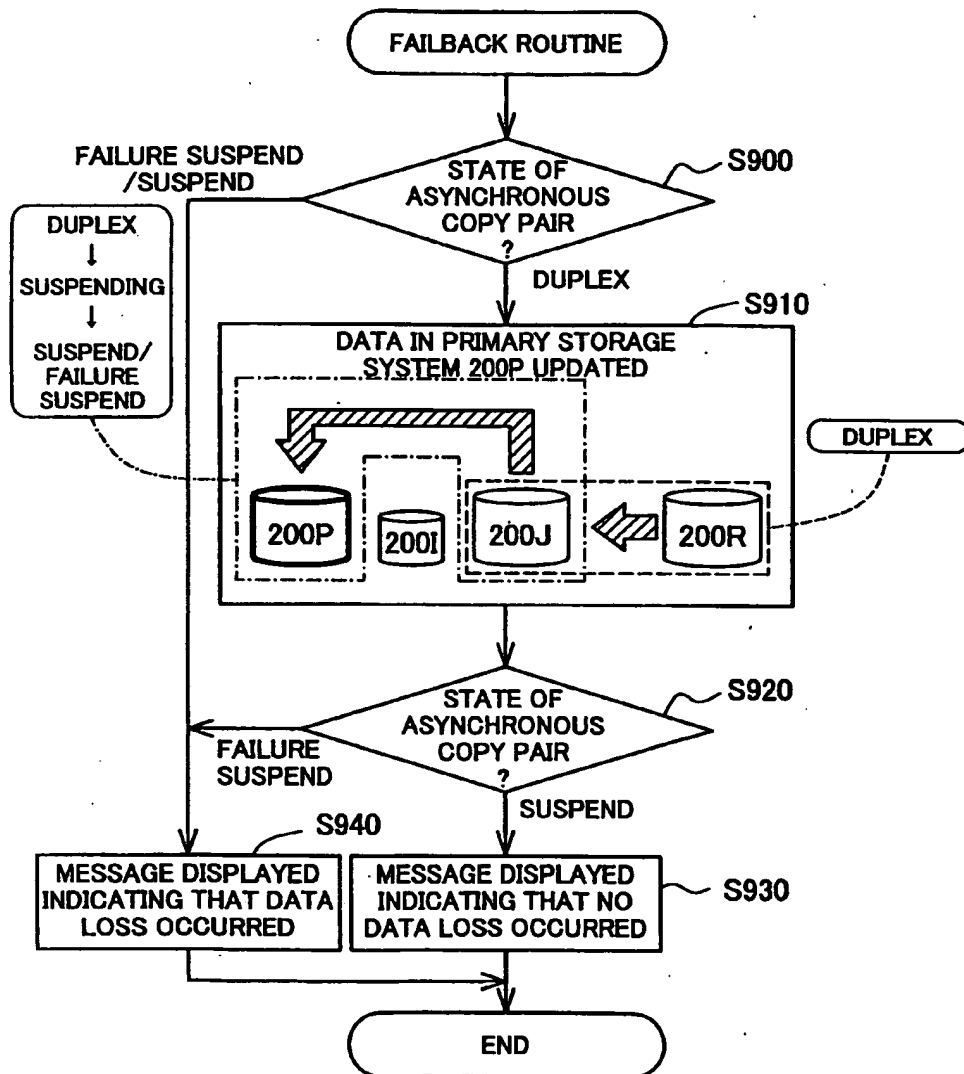 FAILBACK ROUTINE
FAILURE SUSPEND
/SUSPEND
STATE OF
ASYNCHRONOUS
COPY PAIR
?
S900
DUPLEX
↓
SUSPENDING
↓
SUSPEND/
FAILURE
SUSPEND
DUPLEX
S910
DATA IN PRIMARY STORAGE
SYSTEM 200P UPDATED
DUPLEX
200P
200I
200J
200R
STATE OF
ASYNCHRONOUS
COPY PAIR
?
S920
FAILURE
SUSPEND
SUSPEND
S940
MESSAGE DISPLAYED
INDICATING THAT DATA
LOSS OCCURRED
MESSAGE DISPLAYED
INDICATING THAT NO
DATA LOSS OCCURRED
S930
END